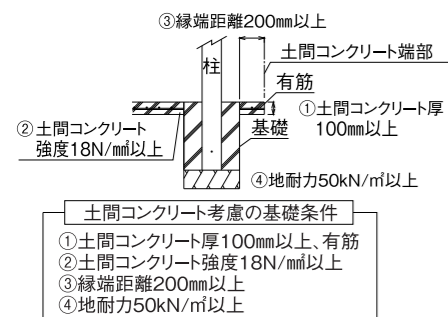 ③縁端距離200㎜以上
土間コンクリート端部
柱
有筋
①土間コンクリート厚
100㎜以上
②土間コンクリート
強度18N/㎟以上
基礎
④地耐力50kN/㎡以上
土間コンクリート考慮の基礎条件
①土間コンクリート厚100㎜以上、有筋
②土間コンクリート強度18N/㎟以上
③縁端距離200㎜以上
④地耐力50kN/㎡以上